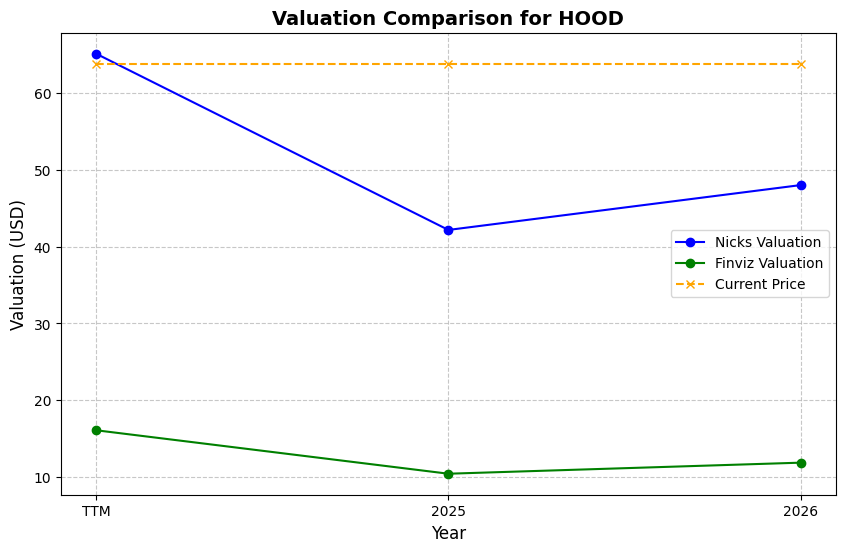 Valuation Comparison for HOOD
Valuation (USD)
60
50
40
30
20
10
Nicks Valuation
Finviz Valuation
Current Price
TTM
2025
2026
Year